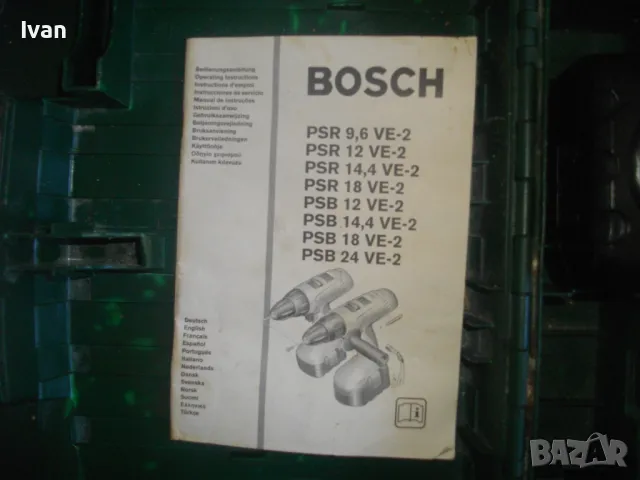 Ivan
Bedienungsanleitung
Operating Instructions
Instructions d'emploi
Instrucciones de servicio
Manual de instruções
Istruzioni d'uso
Gebruiksaanwijzing
Betjeningsvejledning
Bruksanvisning
Brukerveiledningen
Käyttöohje
Οδηγία χειρισμού
Kullanım kılavuzu
BOSCH
PSR 9,6 VE-2
PSR 12 VE-2
PSR 14,4 VE-2
PSR 18 VE-2
PSB 12 VE-2
PSB 14,4 VE-2
PSB 18 VE-2
PSB 24 VE-2
Deutsch
English
Français
Español
Português
Italiano
Nederlands
Dansk
Svenska
Norsk
Suomi
Ελληνικά
Türkçe
BAZAR
bg